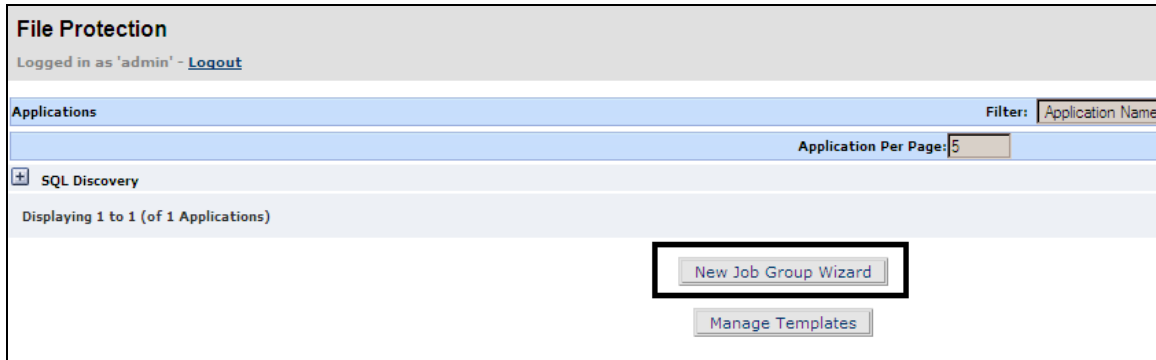 File Protection
Logged in as 'admin' - Logout
Applications Filter: Application Name
Application Per Page: 5
SQL Discovery
Displaying 1 to 1 (of 1 Applications)
New Job Group Wizard
Manage Templates